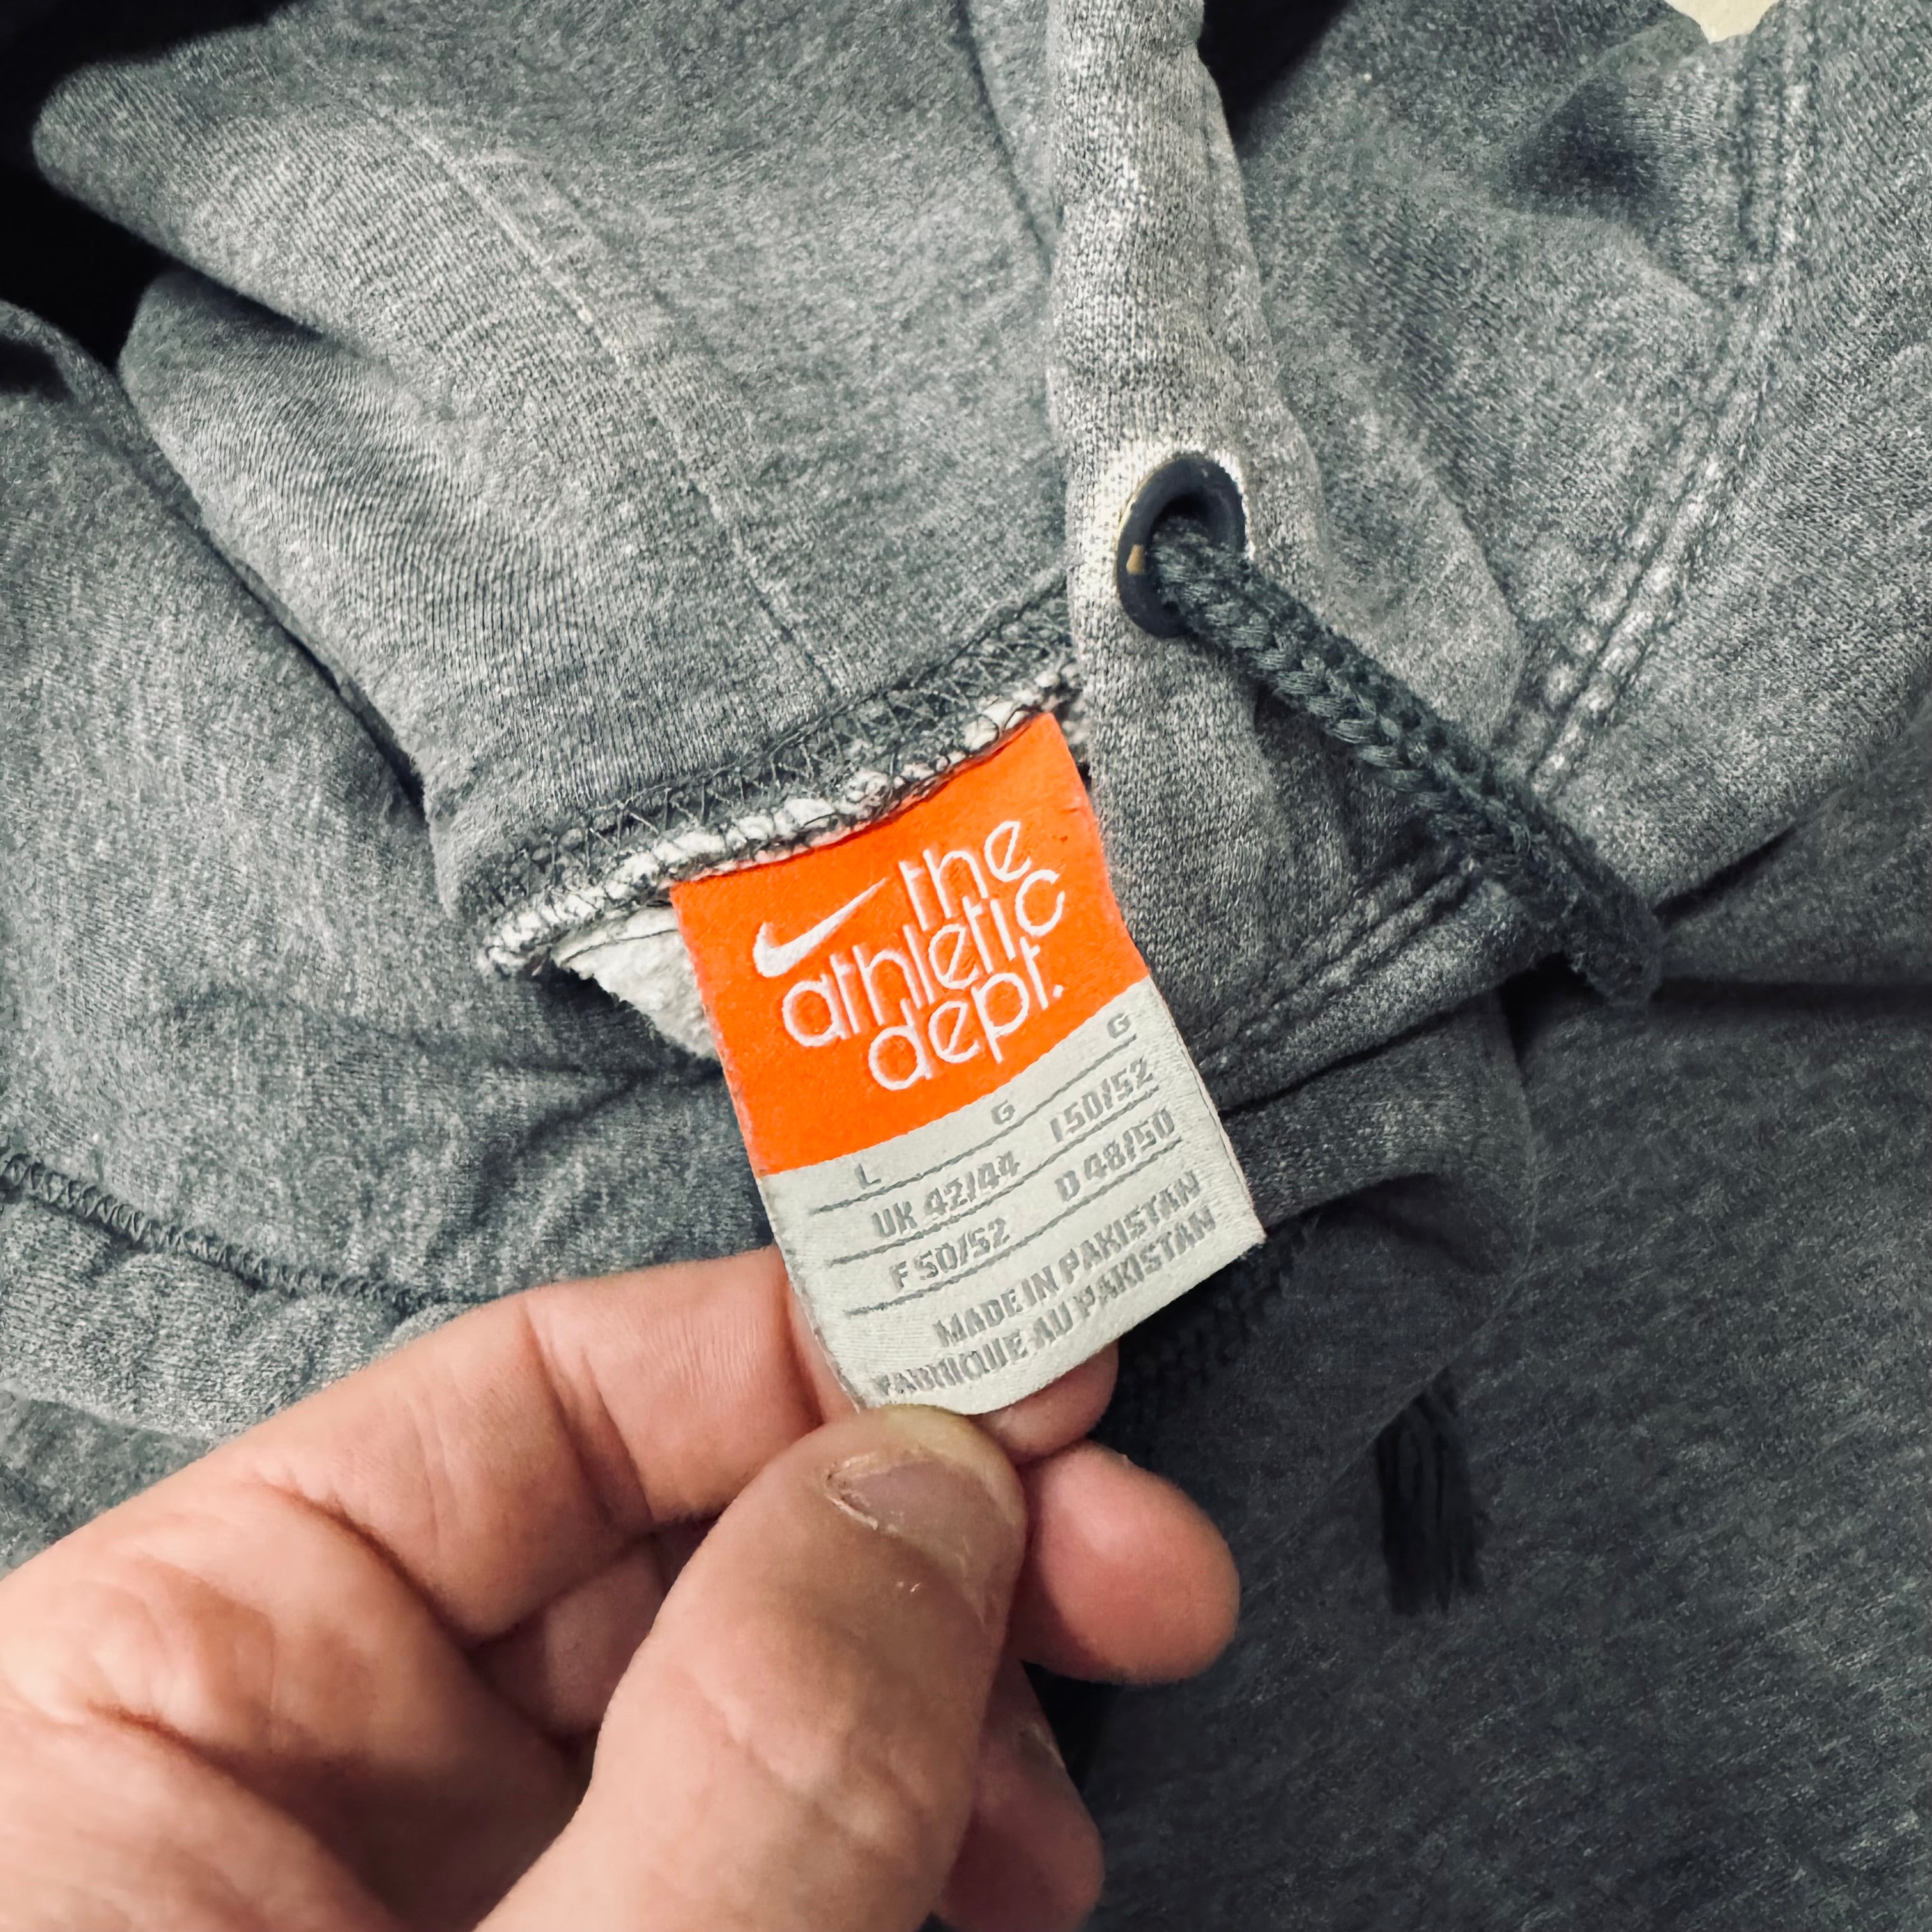 the
athletic
dept.
L G G
UK 42/44 I 50/52
F 50/52 D 48/50
MADE IN PAKISTAN
FABRIQUE AU PAKISTAN